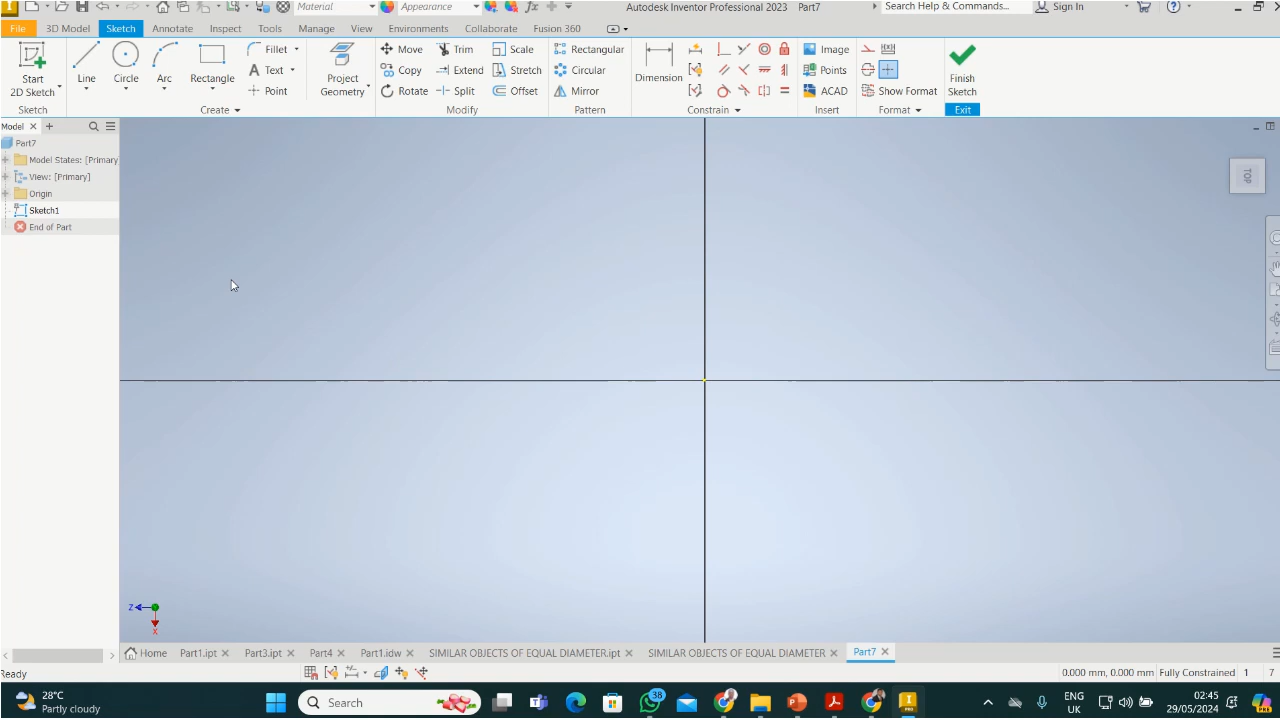 Material
Appearance
fx
Autodesk Inventor Professional 2023 Part7
Search Help & Commands...
Sign In
File
3D Model
Sketch
Annotate
Inspect
Tools
Manage
View
Environments
Collaborate
Fusion 360
Start
2D Sketch
Line
Circle
Arc
Rectangle
Fillet
Text
Point
Project
Geometry
Move
Copy
Rotate
Trim
Extend
Split
Scale
Stretch
Offset
Rectangular
Circular
Mirror
Dimension
Image
Points
ACAD
Show Format
Finish
Sketch
Sketch
Create
Modify
Pattern
Constrain
Insert
Format
Exit
Model
Part7
Model States: [Primary
View: [Primary]
Origin
Sketch1
End of Part
TOP
Z
X
Home
Part1.ipt
Part3.ipt
Part4
Part1.idw
SIMILAR OBJECTS OF EQUAL DIAMETER.ipt
SIMILAR OBJECTS OF EQUAL DIAMETER
Part7
Ready
0.000 mm, 0.000 mm
Fully Constrained
1
7
28°C
Partly cloudy
Search
38
ENG
UK
02:45
29/05/2024